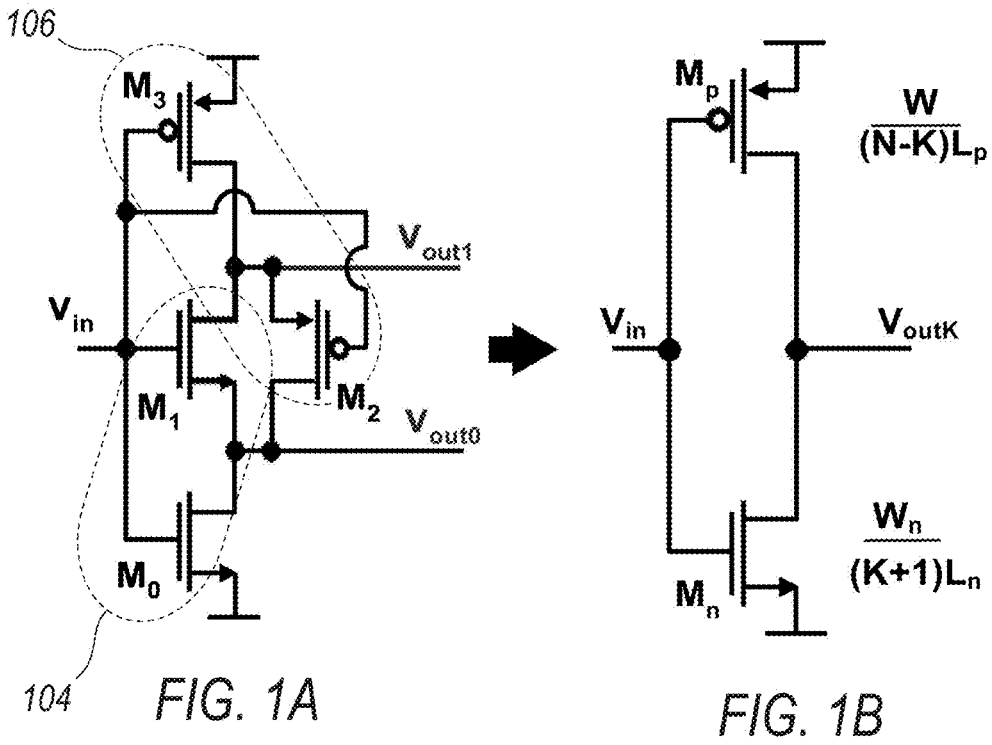 106
M3
Vout1
Vin
M1
M2
Vout0
M0
104
FIG. 1A
Mp
W
(N-K)Lp
Vin
VoutK
Wn
(K+1)Ln
Mn
FIG. 1B